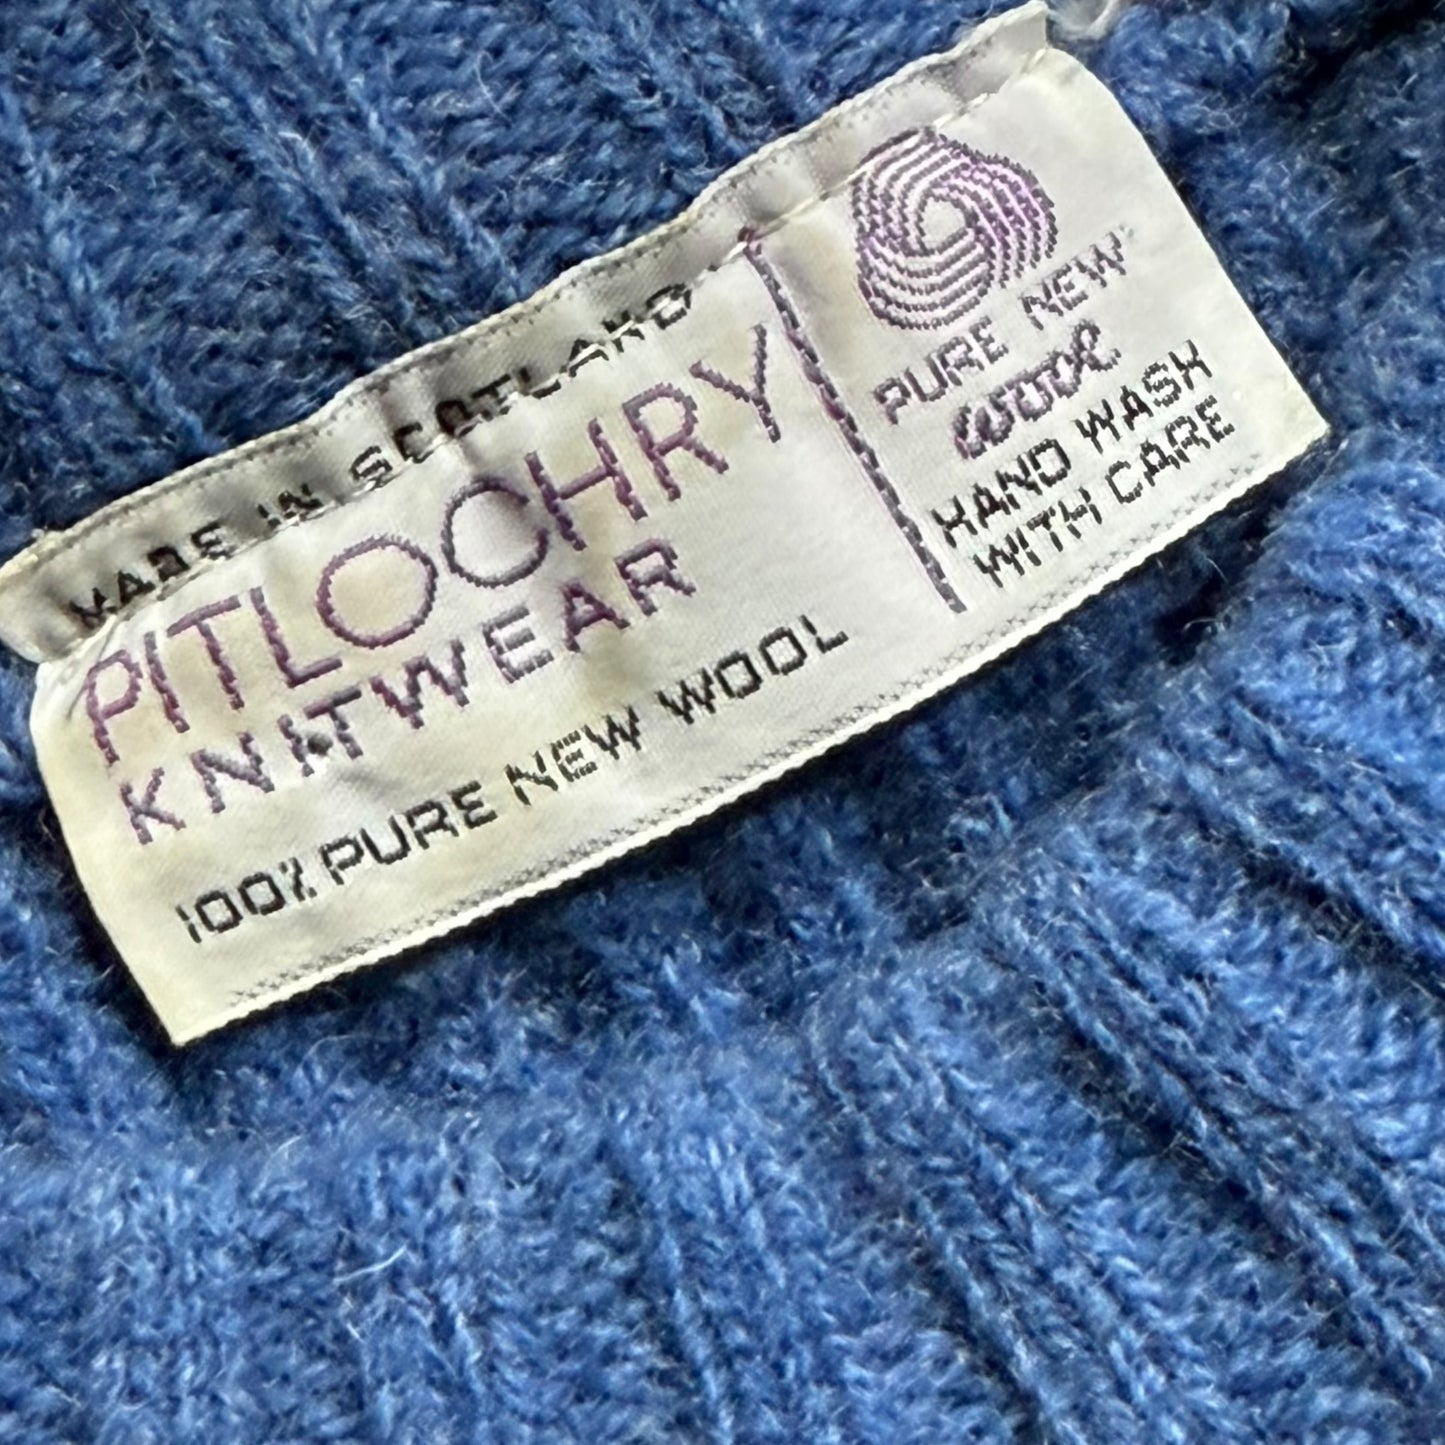 MADE IN SCOTLAND
PITLOCHRY
KNITWEAR
100% PURE NEW WOOL
PURE NEW
WOOL
HAND WASH
WITH CARE